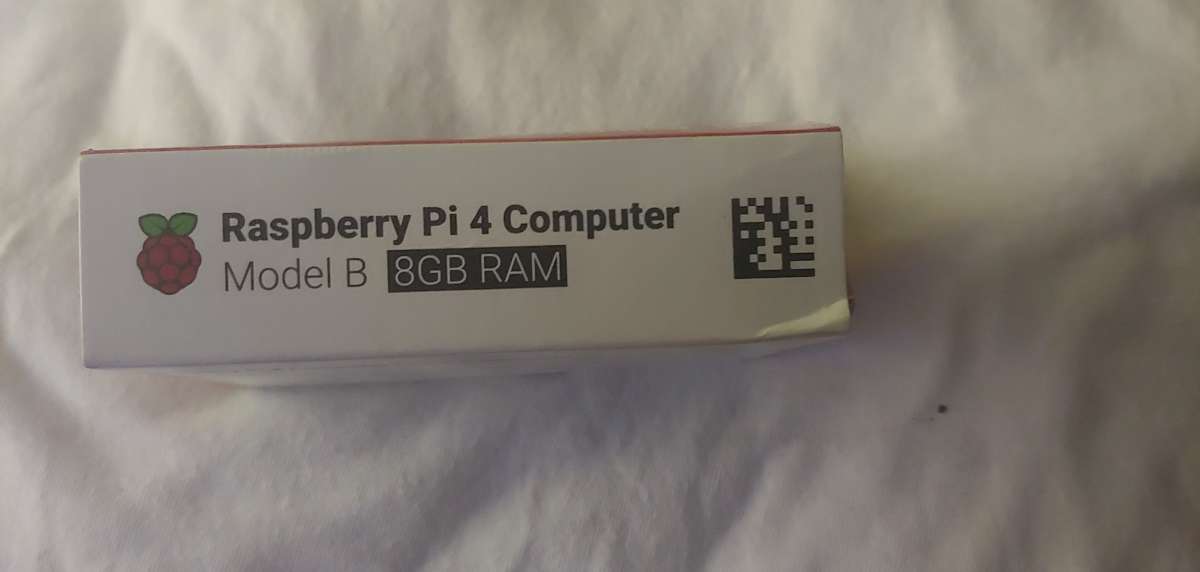 Raspberry Pi 4 Computer
Model B 8GB RAM